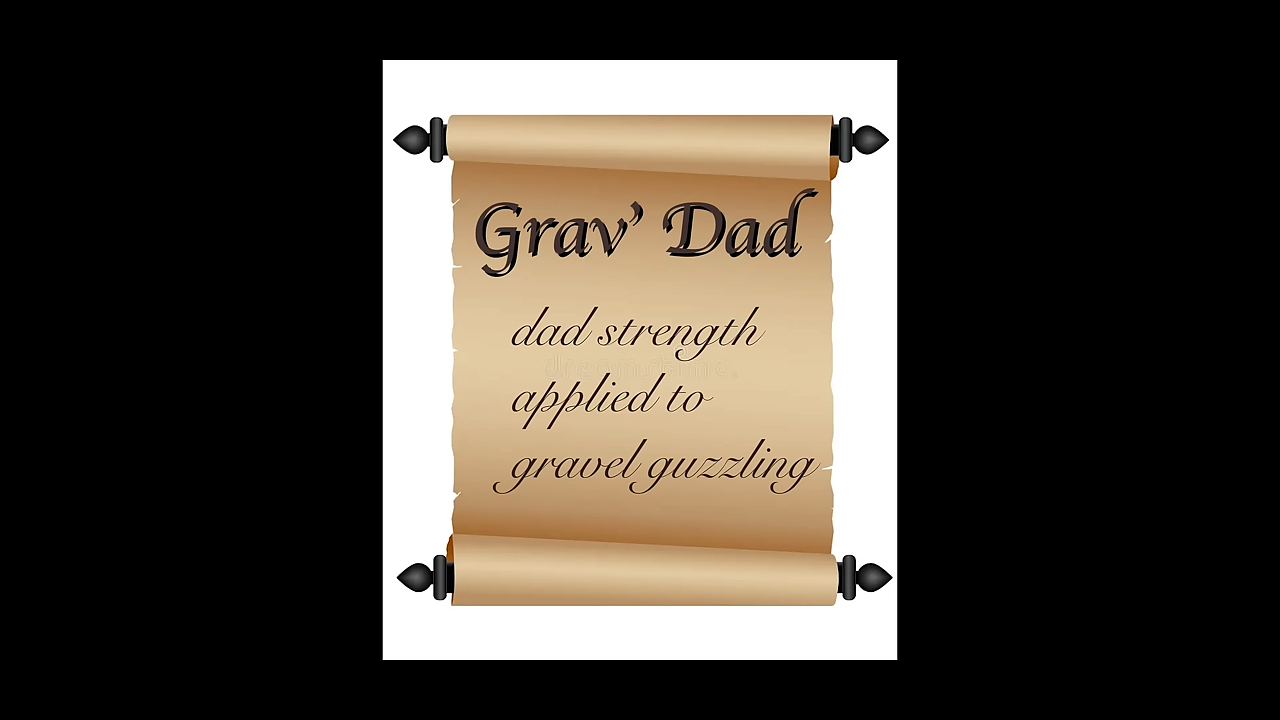 Grav’ Dad
dad strength
applied to
gravel guzzling